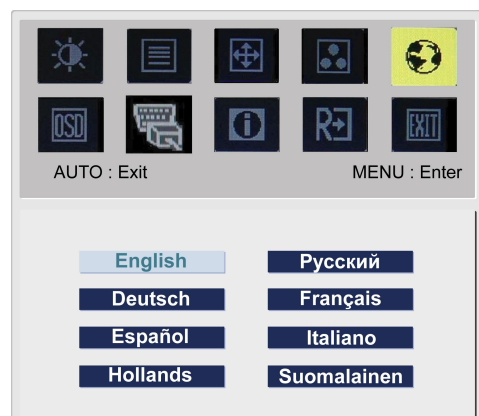 OSD
R
EXIT
AUTO : Exit
MENU : Enter
English
Русский
Deutsch
Français
Español
Italiano
Hollands
Suomalainen